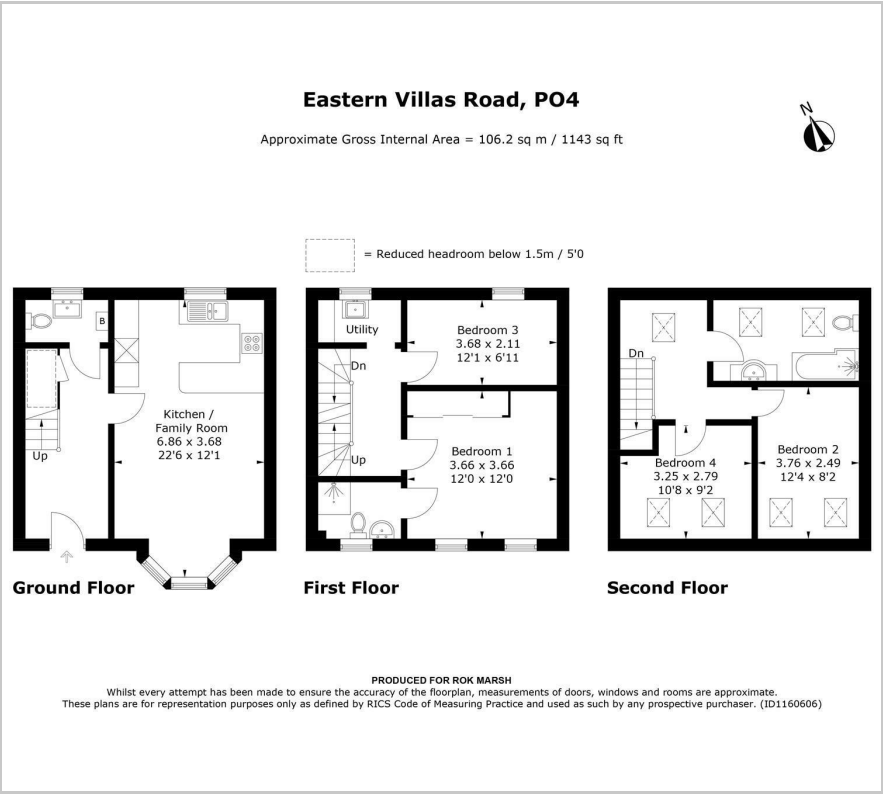 Eastern Villas Road, PO4
Approximate Gross Internal Area = 106.2 sq m / 1143 sq ft
N
= Reduced headroom below 1.5m / 5'0
B
Kitchen /
Family Room
6.86 x 3.68
22'6 x 12'1
Up
Ground Floor
Utility
Bedroom 3
3.68 x 2.11
12'1 x 6'11
Dn
Up
Bedroom 1
3.66 x 3.66
12'0 x 12'0
First Floor
Dn
Bedroom 4
3.25 x 2.79
10'8 x 9'2
Bedroom 2
3.76 x 2.49
12'4 x 8'2
Second Floor
PRODUCED FOR ROK MARSH
Whilst every attempt has been made to ensure the accuracy of the floorplan, measurements of doors, windows and rooms are approximate.
These plans are for representation purposes only as defined by RICS Code of Measuring Practice and used as such by any prospective purchaser. (ID1160606)